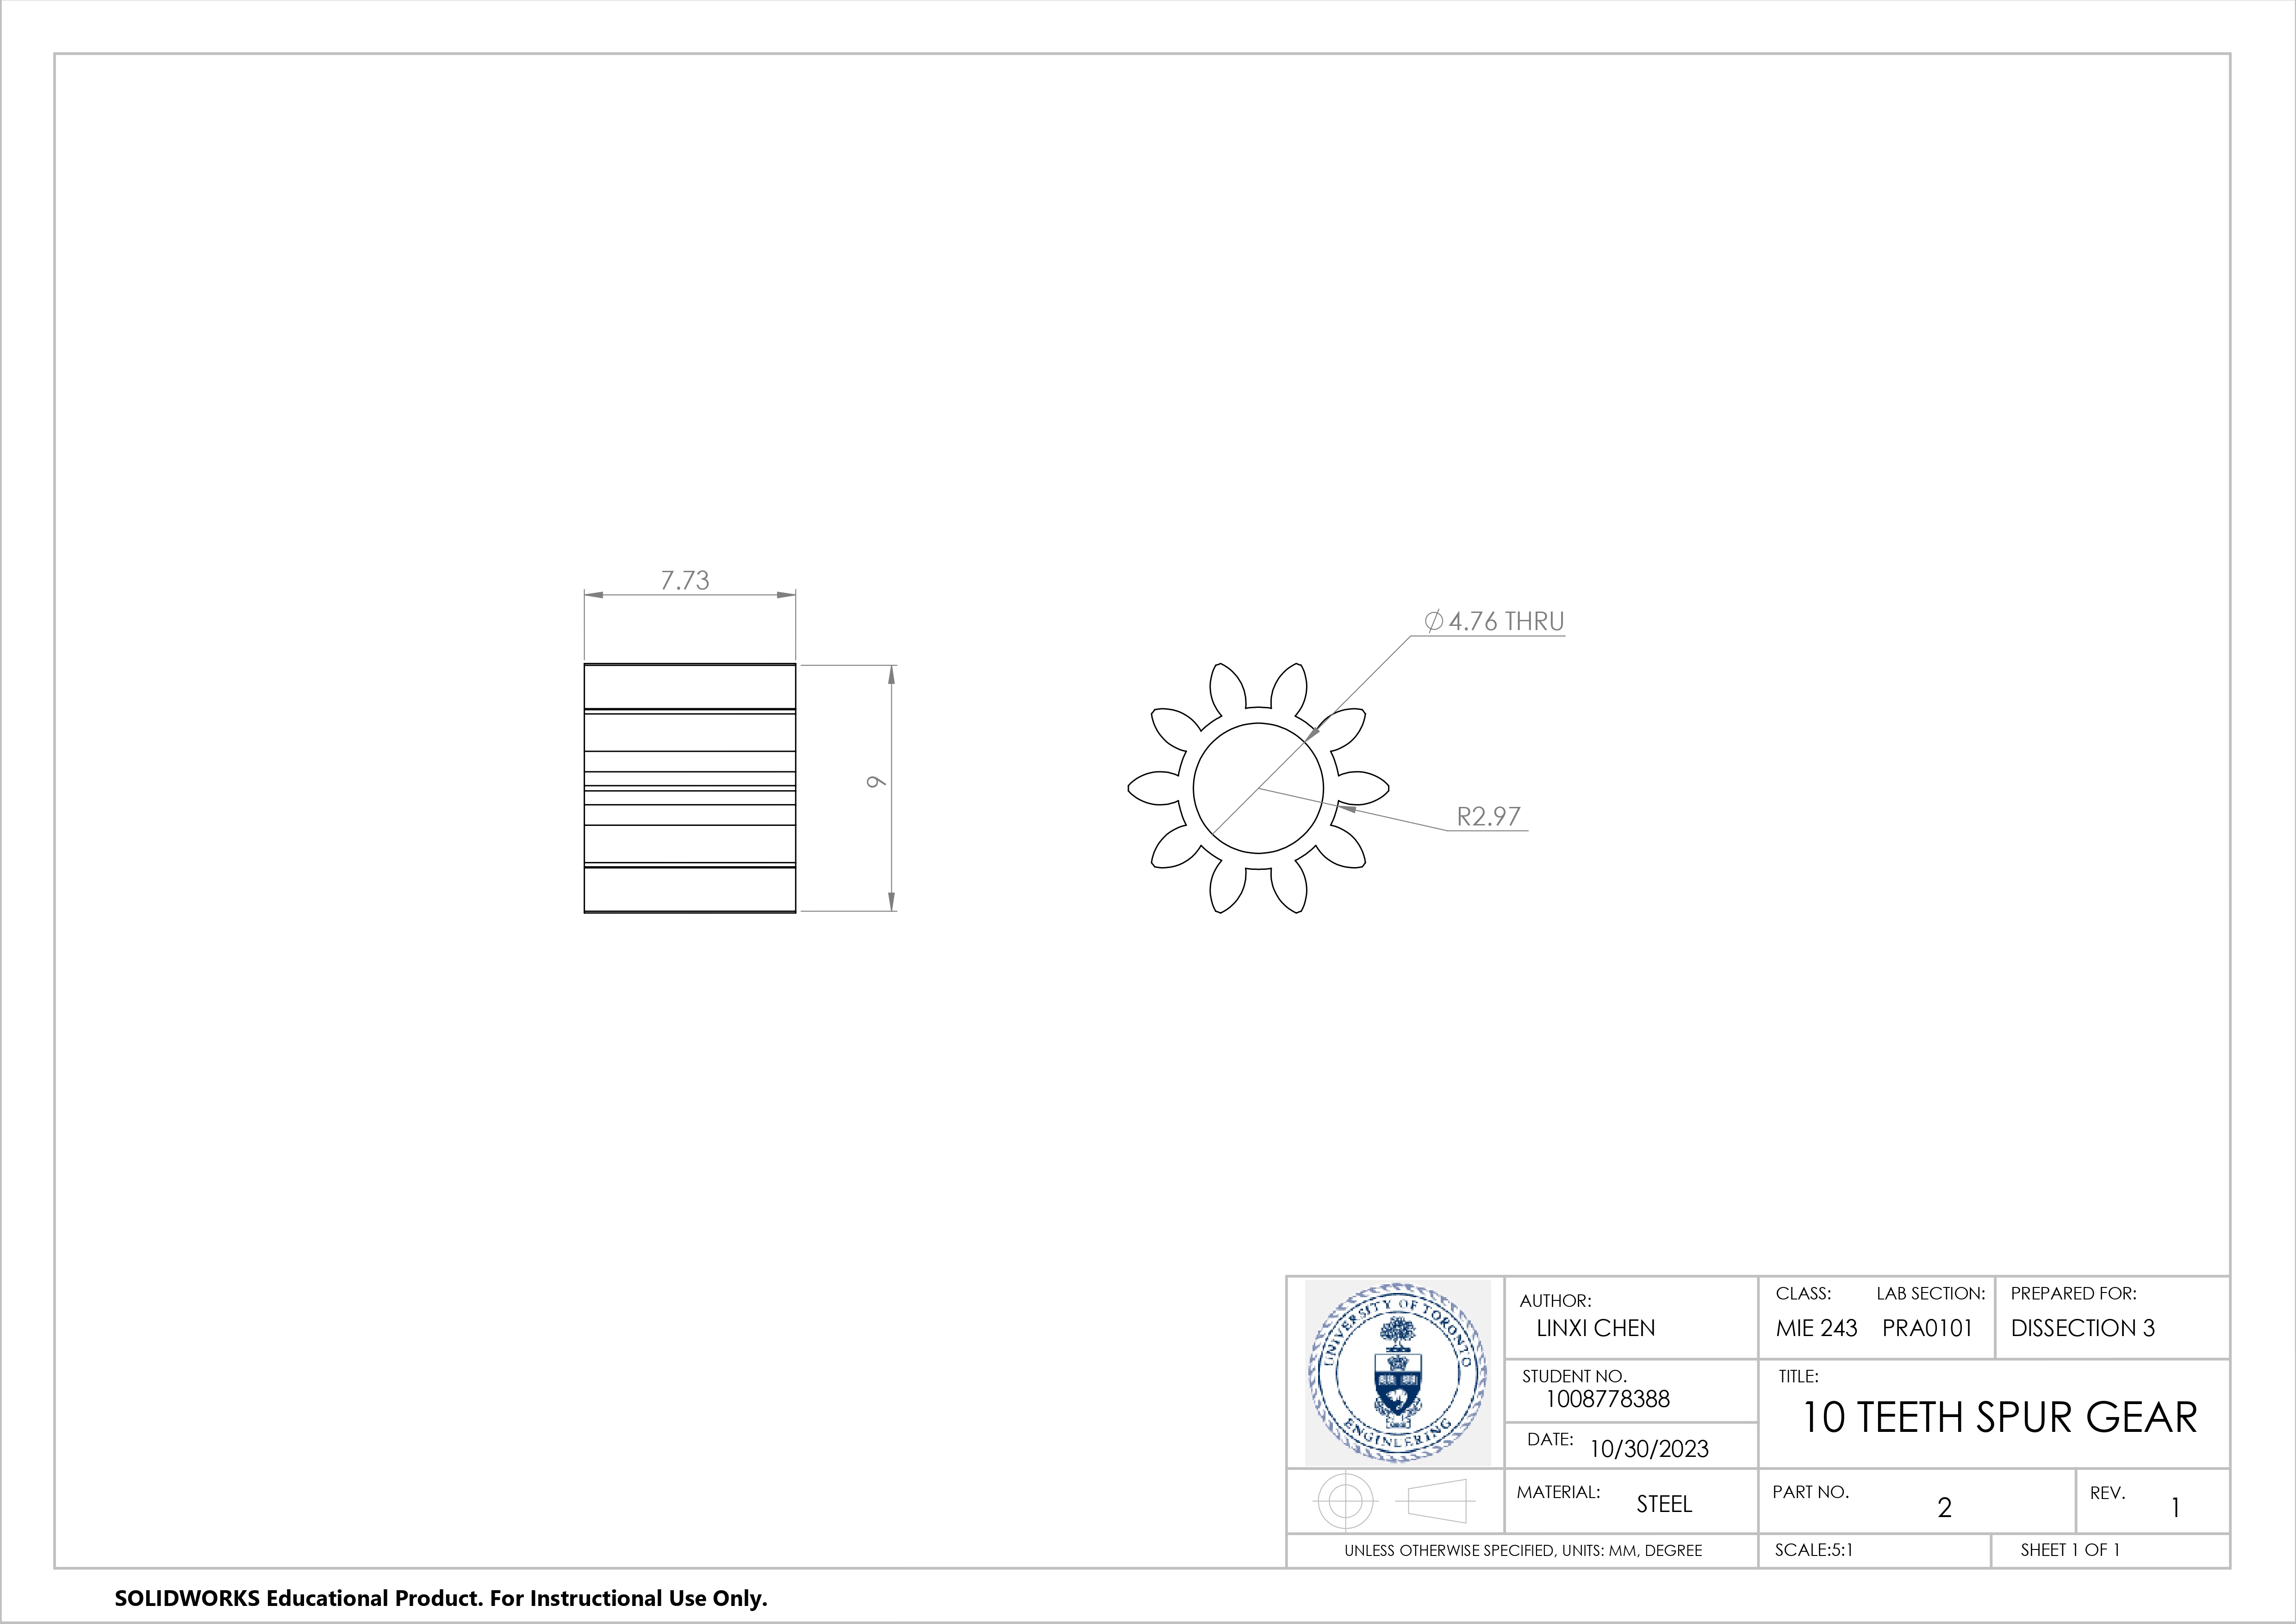 7.73
9
⌀4.76 THRU
R2.97
UNIVERSITY OF TORONTO
ENGINEERING
AUTHOR:
LINXI CHEN
CLASS:
MIE 243
LAB SECTION:
PRA0101
PREPARED FOR:
DISSECTION 3
STUDENT NO.
1008778388
DATE: 10/30/2023
TITLE:
10 TEETH SPUR GEAR
MATERIAL: STEEL
PART NO. 2
REV. 1
UNLESS OTHERWISE SPECIFIED, UNITS: MM, DEGREE
SCALE:5:1
SHEET 1 OF 1
SOLIDWORKS Educational Product. For Instructional Use Only.